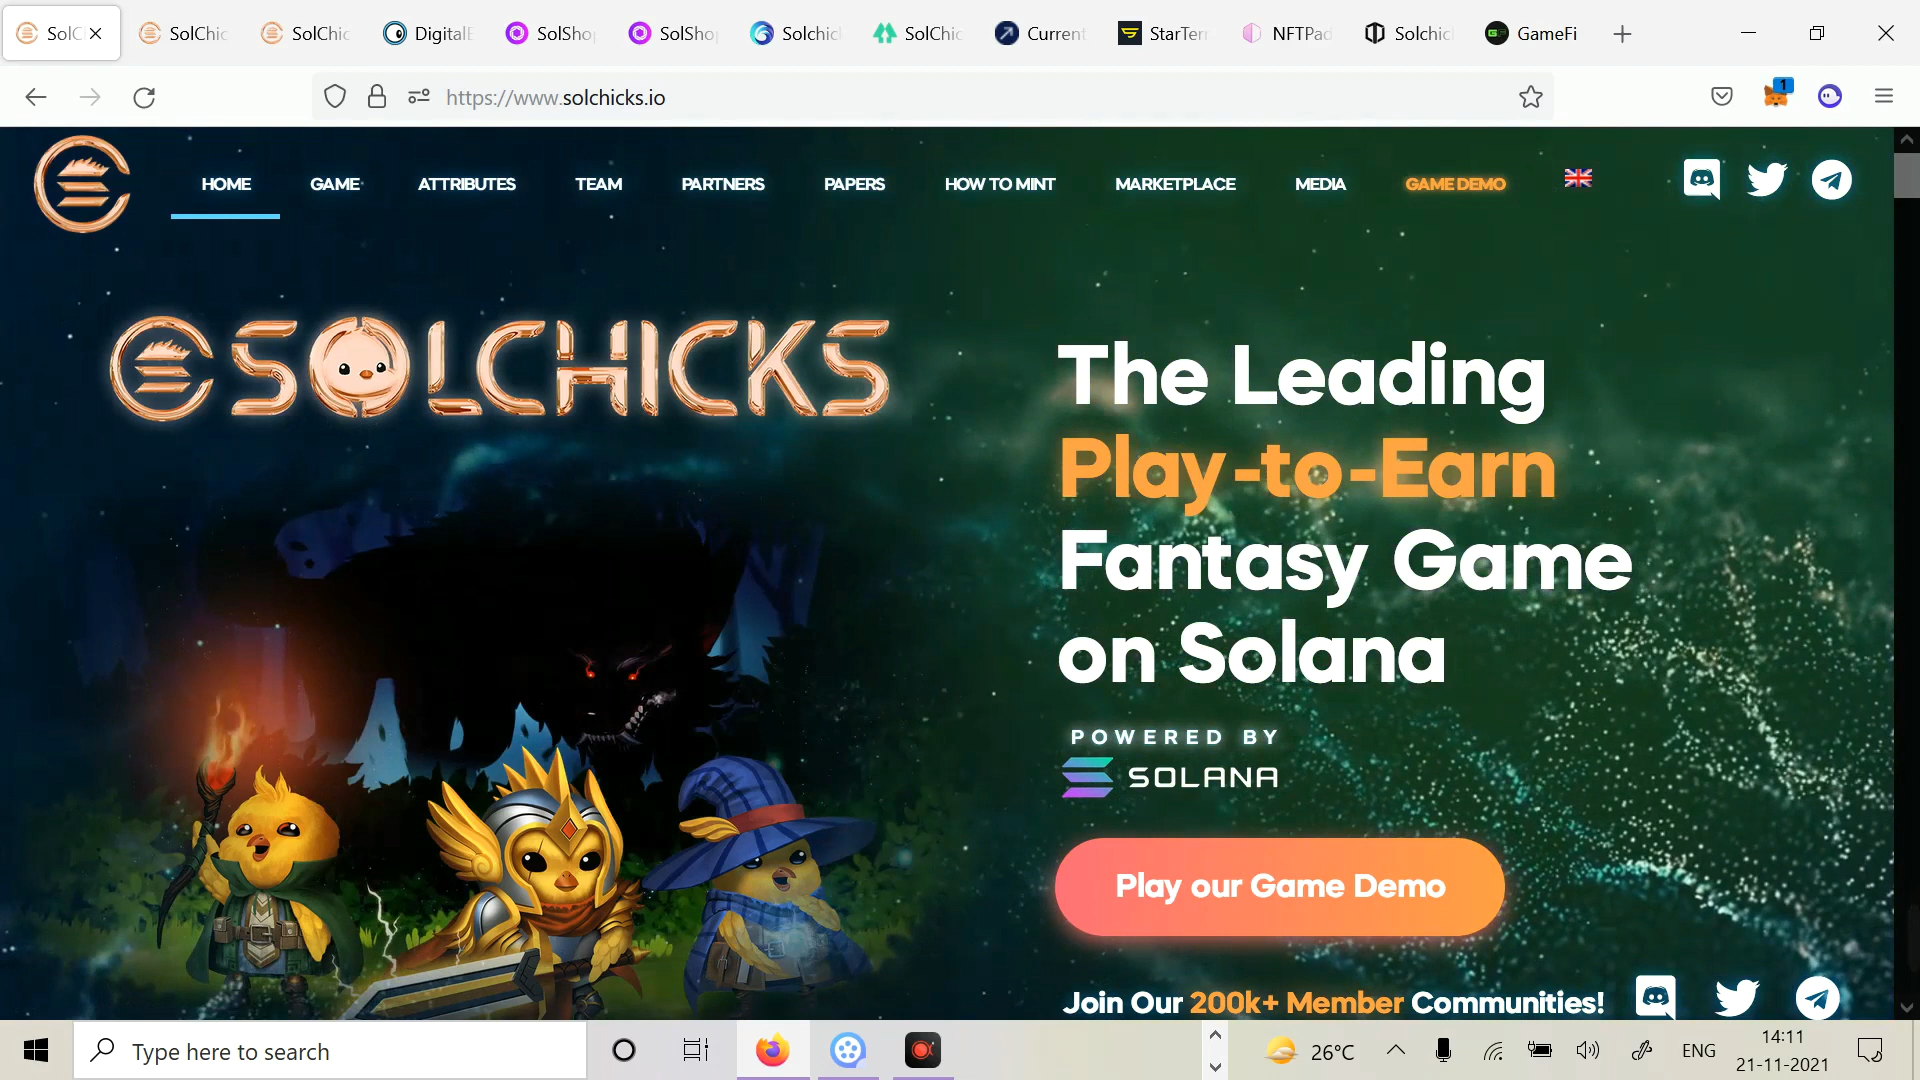 SolC
SolChic
SolChic
DigitalE
SolSho
SolSho
Solchic
SolChic
Current
StarTer
NFTPad
Solchic
GameFi
https://www.solchicks.io
1
HOME
GAME
ATTRIBUTES
TEAM
PARTNERS
PAPERS
HOW TO MINT
MARKETPLACE
MEDIA
GAME DEMO
SOLCHICKS
The Leading
Play-to-Earn
Fantasy Game
on Solana
POWERED BY
SOLANA
Play our Game Demo
Join Our 200k+ Member Communities!
Type here to search
26°C
ENG
14:11
21-11-2021